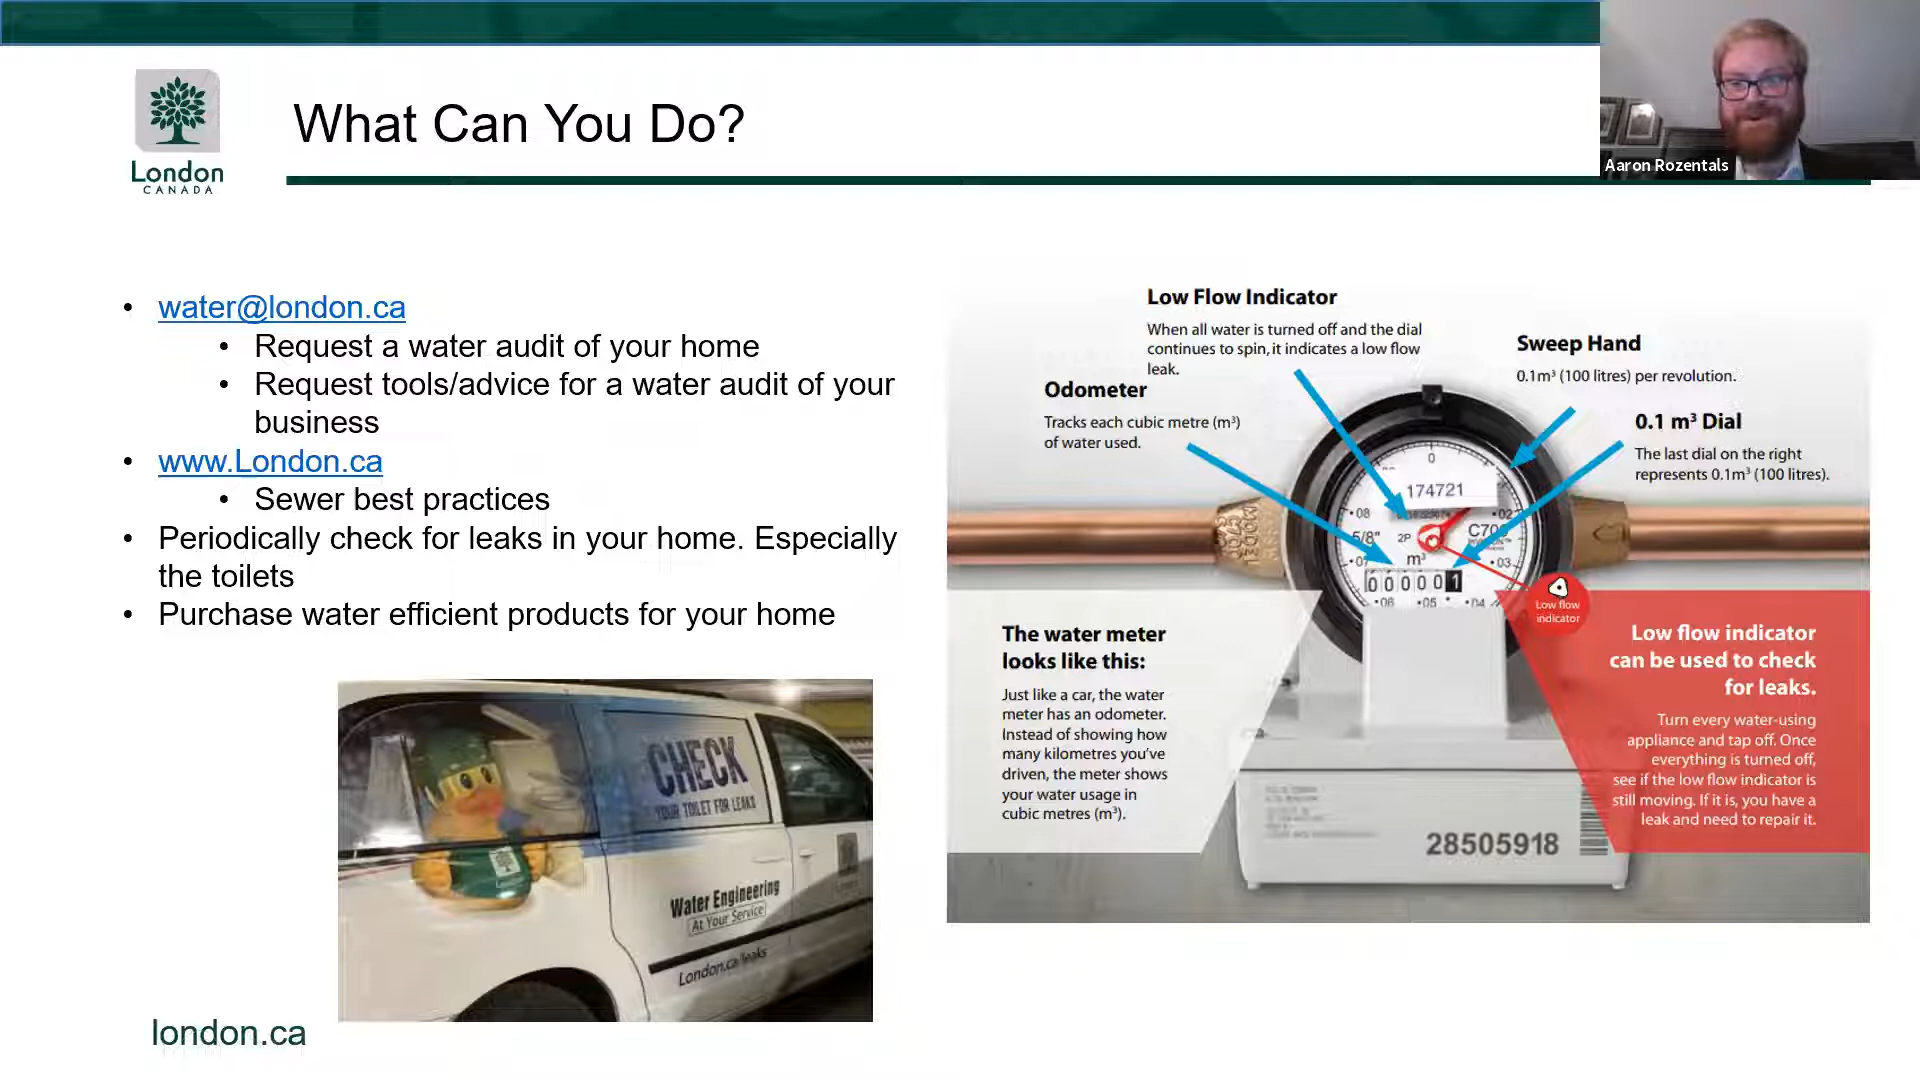 London
CANADA
What Can You Do?
Aaron Rozentals
• water@london.ca
• Request a water audit of your home
• Request tools/advice for a water audit of your
business
• www.London.ca
• Sewer best practices
• Periodically check for leaks in your home. Especially
the toilets
• Purchase water efficient products for your home
CHECK
YOUR TOILET FOR LEAKS
Water Engineering
At Your Service
London.ca/leaks
london.ca
Low Flow Indicator
When all water is turned off and the dial
continues to spin, it indicates a low flow
leak.
Odometer
Tracks each cubic metre (m³)
of water used.
Sweep Hand
0.1m³ (100 litres) per revolution.
0.1 m³ Dial
The last dial on the right
represents 0.1m³ (100 litres).
0
174721
08
02
5/8"
2P
m³
03
000001
06
05
04
Low flow
indicator
The water meter
looks like this:
Just like a car, the water
meter has an odometer.
Instead of showing how
many kilometres you've
driven, the meter shows
your water usage in
cubic metres (m³).
Low flow indicator
can be used to check
for leaks.
Turn every water-using
appliance and tap off. Once
everything is turned off,
see if the low flow indicator is
still moving. If it is, you have a
leak and need to repair it.
28505918